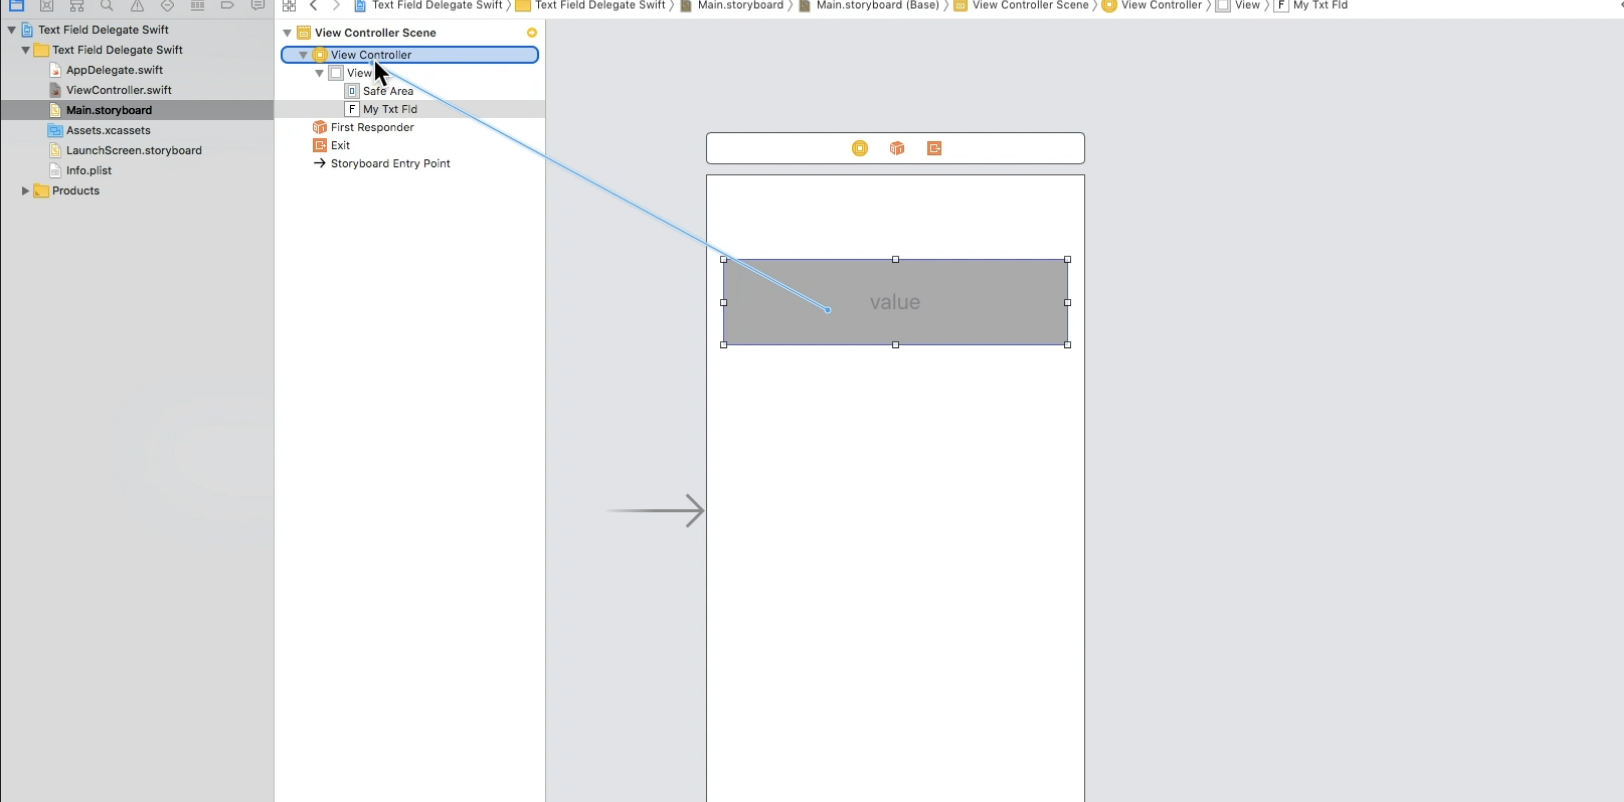 Text Field Delegate Swift 〉 Text Field Delegate Swift 〉 Main.storyboard 〉 Main.storyboard (Base) 〉 View Controller Scene 〉 View Controller 〉 View 〉 F My Txt Fld
Text Field Delegate Swift
Text Field Delegate Swift
AppDelegate.swift
ViewController.swift
Main.storyboard
Assets.xcassets
LaunchScreen.storyboard
Info.plist
Products
View Controller Scene
View Controller
View
Safe Area
F My Txt Fld
First Responder
Exit
Storyboard Entry Point
value